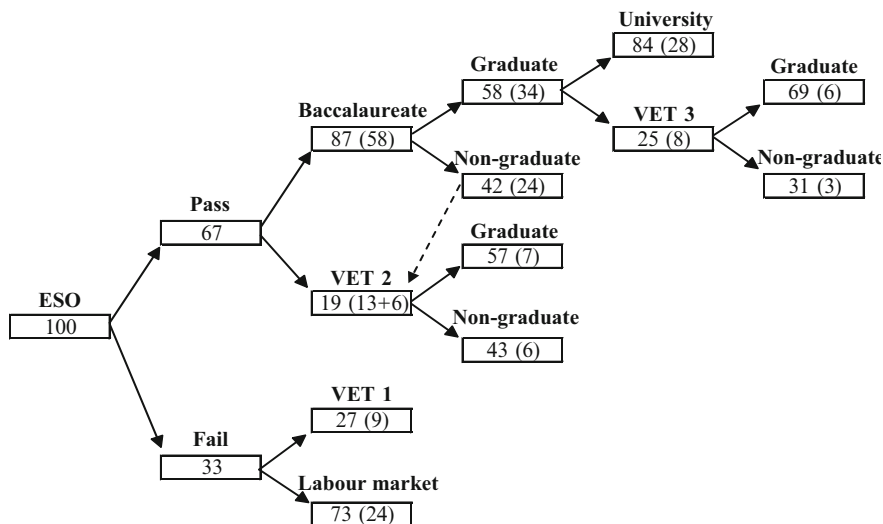 University
84 (28)
Graduate
58 (34)
Graduate
69 (6)
Baccalaureate
87 (58)
VET 3
25 (8)
Non-graduate
42 (24)
Non-graduate
31 (3)
Pass
67
Graduate
57 (7)
VET 2
19 (13+6)
ESO
100
Non-graduate
43 (6)
VET 1
27 (9)
Fail
33
Labour market
73 (24)